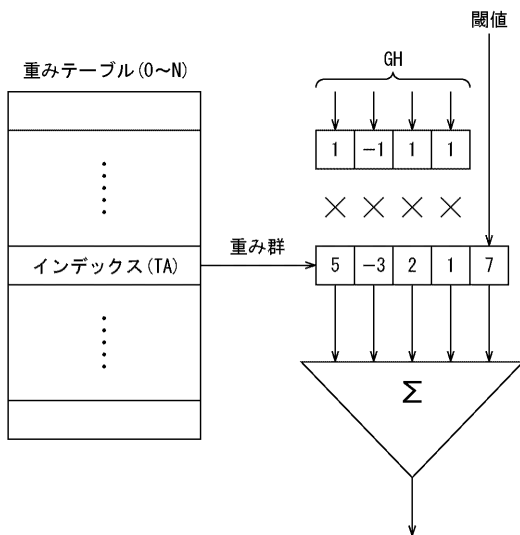 閾値
重みテーブル(0～N)
GH
1 −1 1 1
× × × ×
重み群
インデックス(TA)
5 −3 2 1 7
Σ